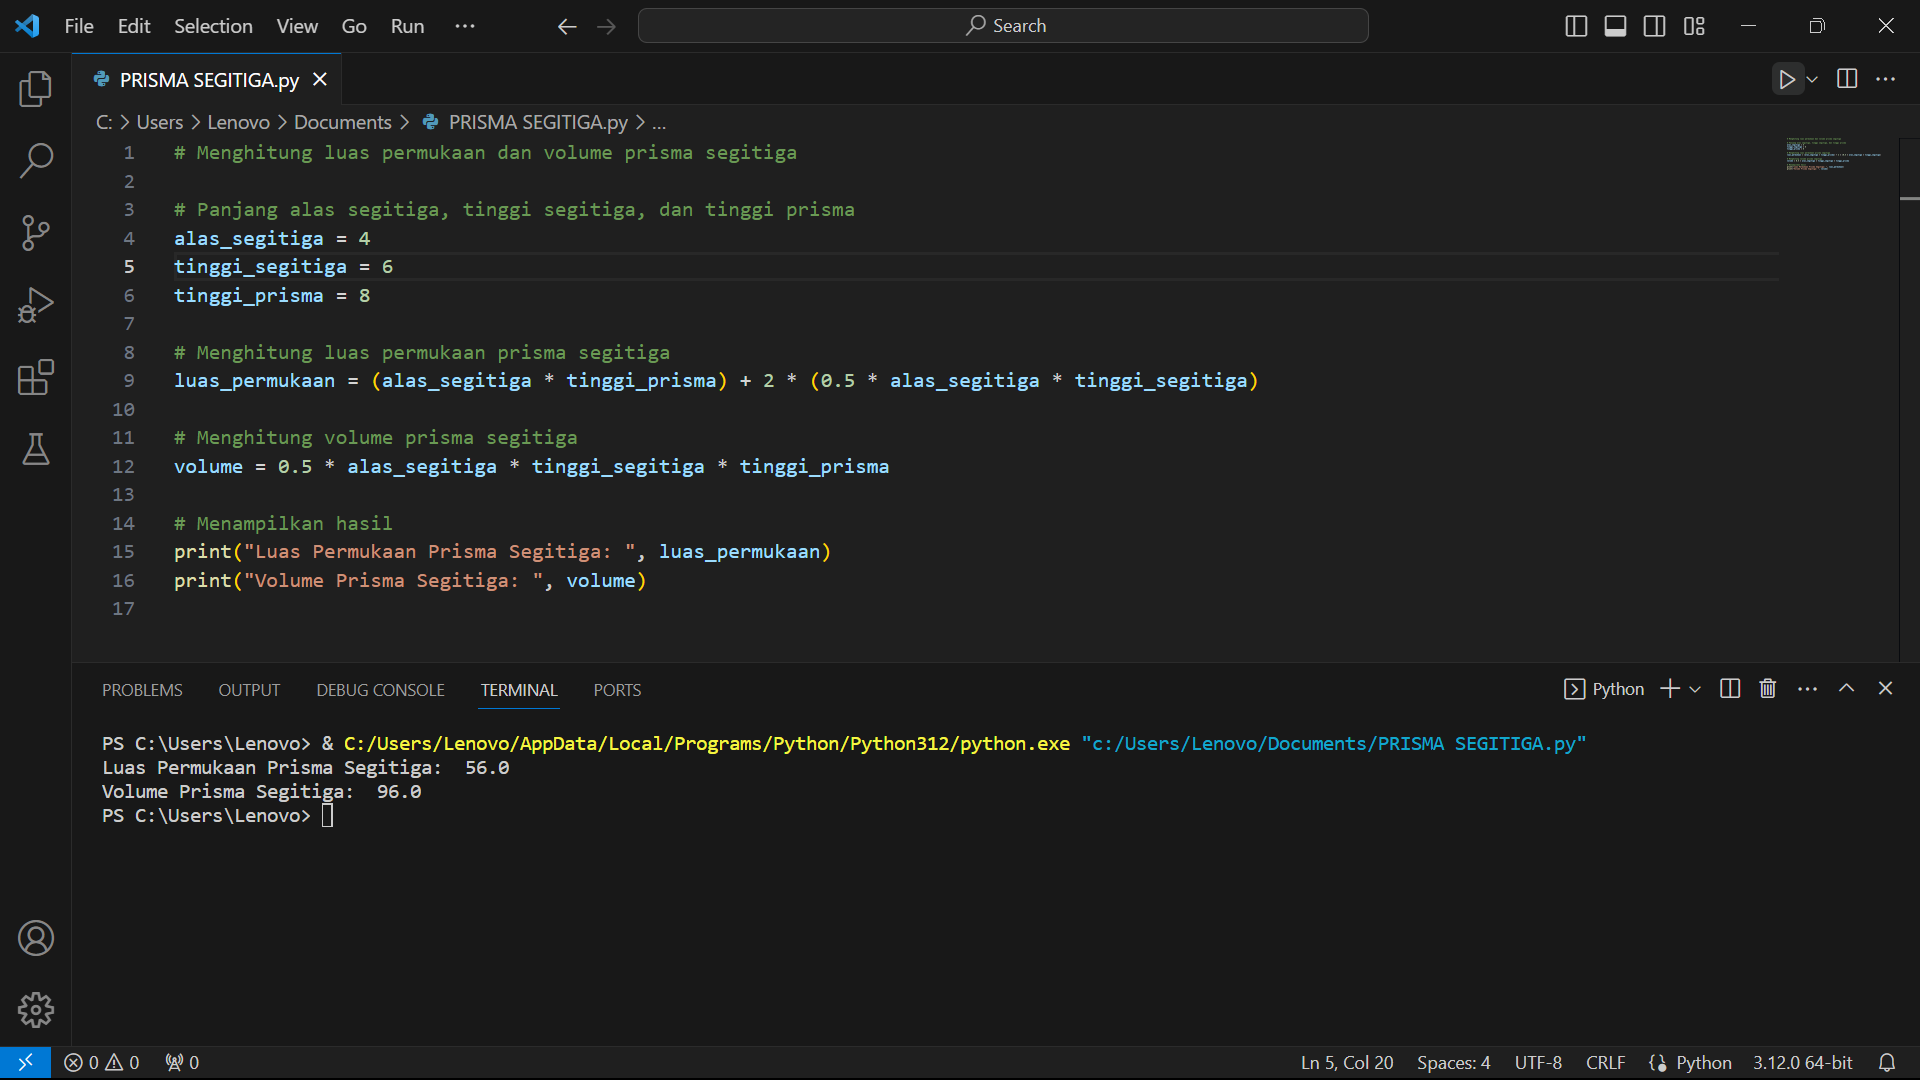 File Edit Selection View Go Run ... Search
PRISMA SEGITIGA.py
C: > Users > Lenovo > Documents > PRISMA SEGITIGA.py > ...
1 # Menghitung luas permukaan dan volume prisma segitiga
2
3 # Panjang alas segitiga, tinggi segitiga, dan tinggi prisma
4 alas_segitiga = 4
5 tinggi_segitiga = 6
6 tinggi_prisma = 8
7
8 # Menghitung luas permukaan prisma segitiga
9 luas_permukaan = (alas_segitiga * tinggi_prisma) + 2 * (0.5 * alas_segitiga * tinggi_segitiga)
10
11 # Menghitung volume prisma segitiga
12 volume = 0.5 * alas_segitiga * tinggi_segitiga * tinggi_prisma
13
14 # Menampilkan hasil
15 print("Luas Permukaan Prisma Segitiga: ", luas_permukaan)
16 print("Volume Prisma Segitiga: ", volume)
17
PROBLEMS OUTPUT DEBUG CONSOLE TERMINAL PORTS Python
PS C:\Users\Lenovo> & C:/Users/Lenovo/AppData/Local/Programs/Python/Python312/python.exe "c:/Users/Lenovo/Documents/PRISMA SEGITIGA.py"
Luas Permukaan Prisma Segitiga:  56.0
Volume Prisma Segitiga:  96.0
PS C:\Users\Lenovo>
0 0 0 Ln 5, Col 20 Spaces: 4 UTF-8 CRLF Python 3.12.0 64-bit